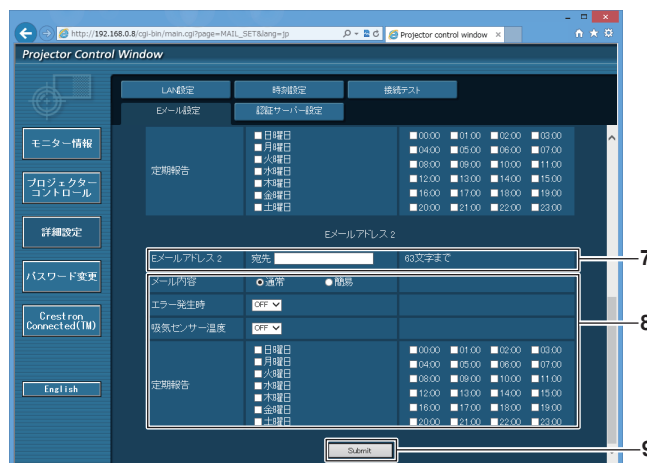 http://192.168.0.8/cgi-bin/main.cgi?page=MAIL_SET&lang=jp
Projector control window
Projector Control Window
LAN設定 時刻設定 接続テスト
Eメール設定 認証サーバー設定
モニター情報
プロジェクター
コントロール
詳細設定
パスワード変更
Crestron
Connected(TM)
English
定期報告
日曜日
月曜日
火曜日
水曜日
木曜日
金曜日
土曜日
00:00 01:00 02:00 03:00
04:00 05:00 06:00 07:00
08:00 09:00 10:00 11:00
12:00 13:00 14:00 15:00
16:00 17:00 18:00 19:00
20:00 21:00 22:00 23:00
Eメールアドレス 2
Eメールアドレス 2 宛先 63文字まで
メール内容 通常 簡易
エラー発生時 OFF
吸気センサー温度 OFF
定期報告
日曜日
月曜日
火曜日
水曜日
木曜日
金曜日
土曜日
00:00 01:00 02:00 03:00
04:00 05:00 06:00 07:00
08:00 09:00 10:00 11:00
12:00 13:00 14:00 15:00
16:00 17:00 18:00 19:00
20:00 21:00 22:00 23:00
Submit
7
8
9